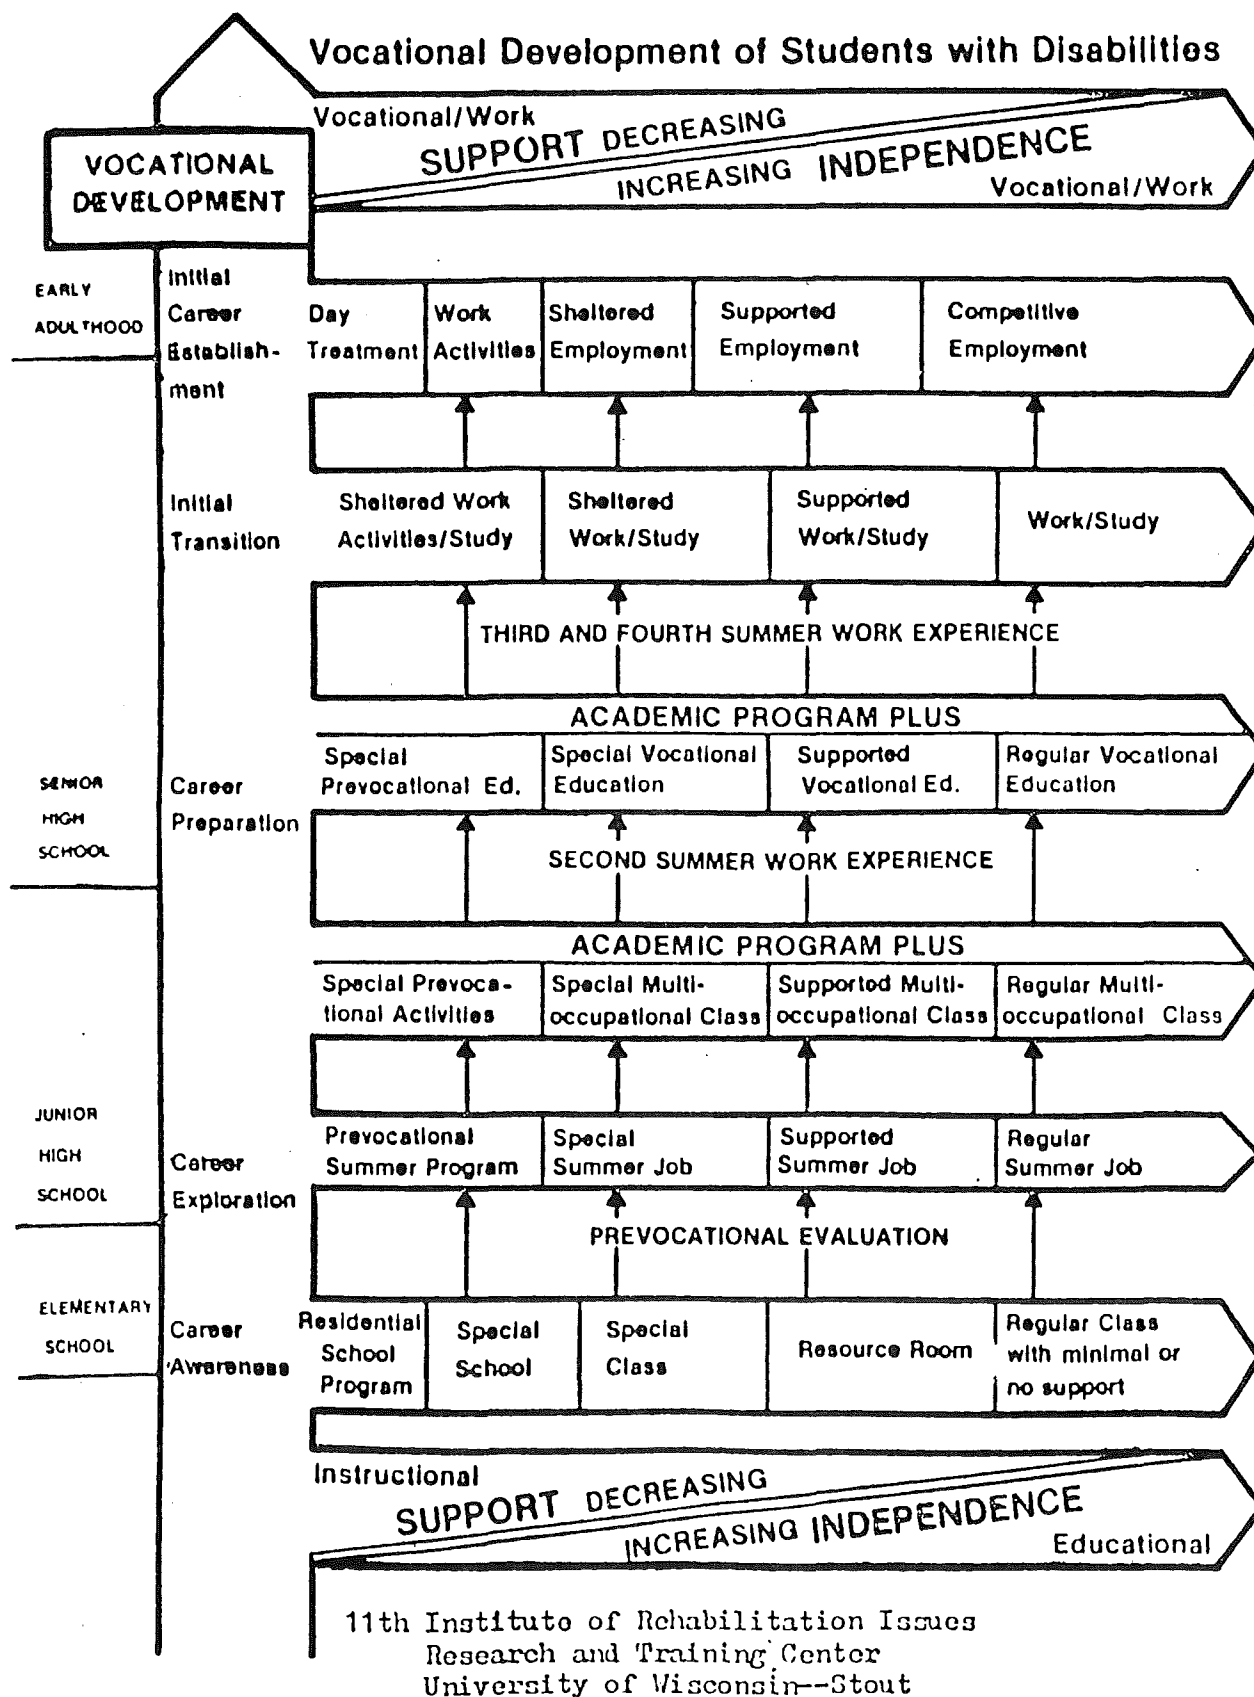 Vocational Development of Students with Disabilities
Vocational/Work
SUPPORT DECREASING
INCREASING INDEPENDENCE
Vocational/Work
VOCATIONAL
DEVELOPMENT
EARLY
ADULTHOOD
Initial
Career
Establish-
ment
Day
Treatment
Work
Activities
Sheltered
Employment
Supported
Employment
Competitive
Employment
Initial
Transition
Sheltered Work
Activities/Study
Sheltered
Work/Study
Supported
Work/Study
Work/Study
THIRD AND FOURTH SUMMER WORK EXPERIENCE
ACADEMIC PROGRAM PLUS
SENIOR
HIGH
SCHOOL
Career
Preparation
Special
Prevocational Ed.
Special Vocational
Education
Supported
Vocational Ed.
Regular Vocational
Education
SECOND SUMMER WORK EXPERIENCE
ACADEMIC PROGRAM PLUS
Special Prevoca-
tional Activities
Special Multi-
occupational Class
Supported Multi-
occupational Class
Regular Multi-
occupational Class
JUNIOR
HIGH
SCHOOL
Career
Exploration
Prevocational
Summer Program
Special
Summer Job
Supported
Summer Job
Regular
Summer Job
PREVOCATIONAL EVALUATION
ELEMENTARY
SCHOOL
Career
Awareness
Residential
School
Program
Special
School
Special
Class
Resource Room
Regular Class
with minimal or
no support
Instructional
SUPPORT DECREASING
INCREASING INDEPENDENCE
Educational
11th Institute of Rehabilitation Issues
Research and Training Center
University of Wisconsin--Stout